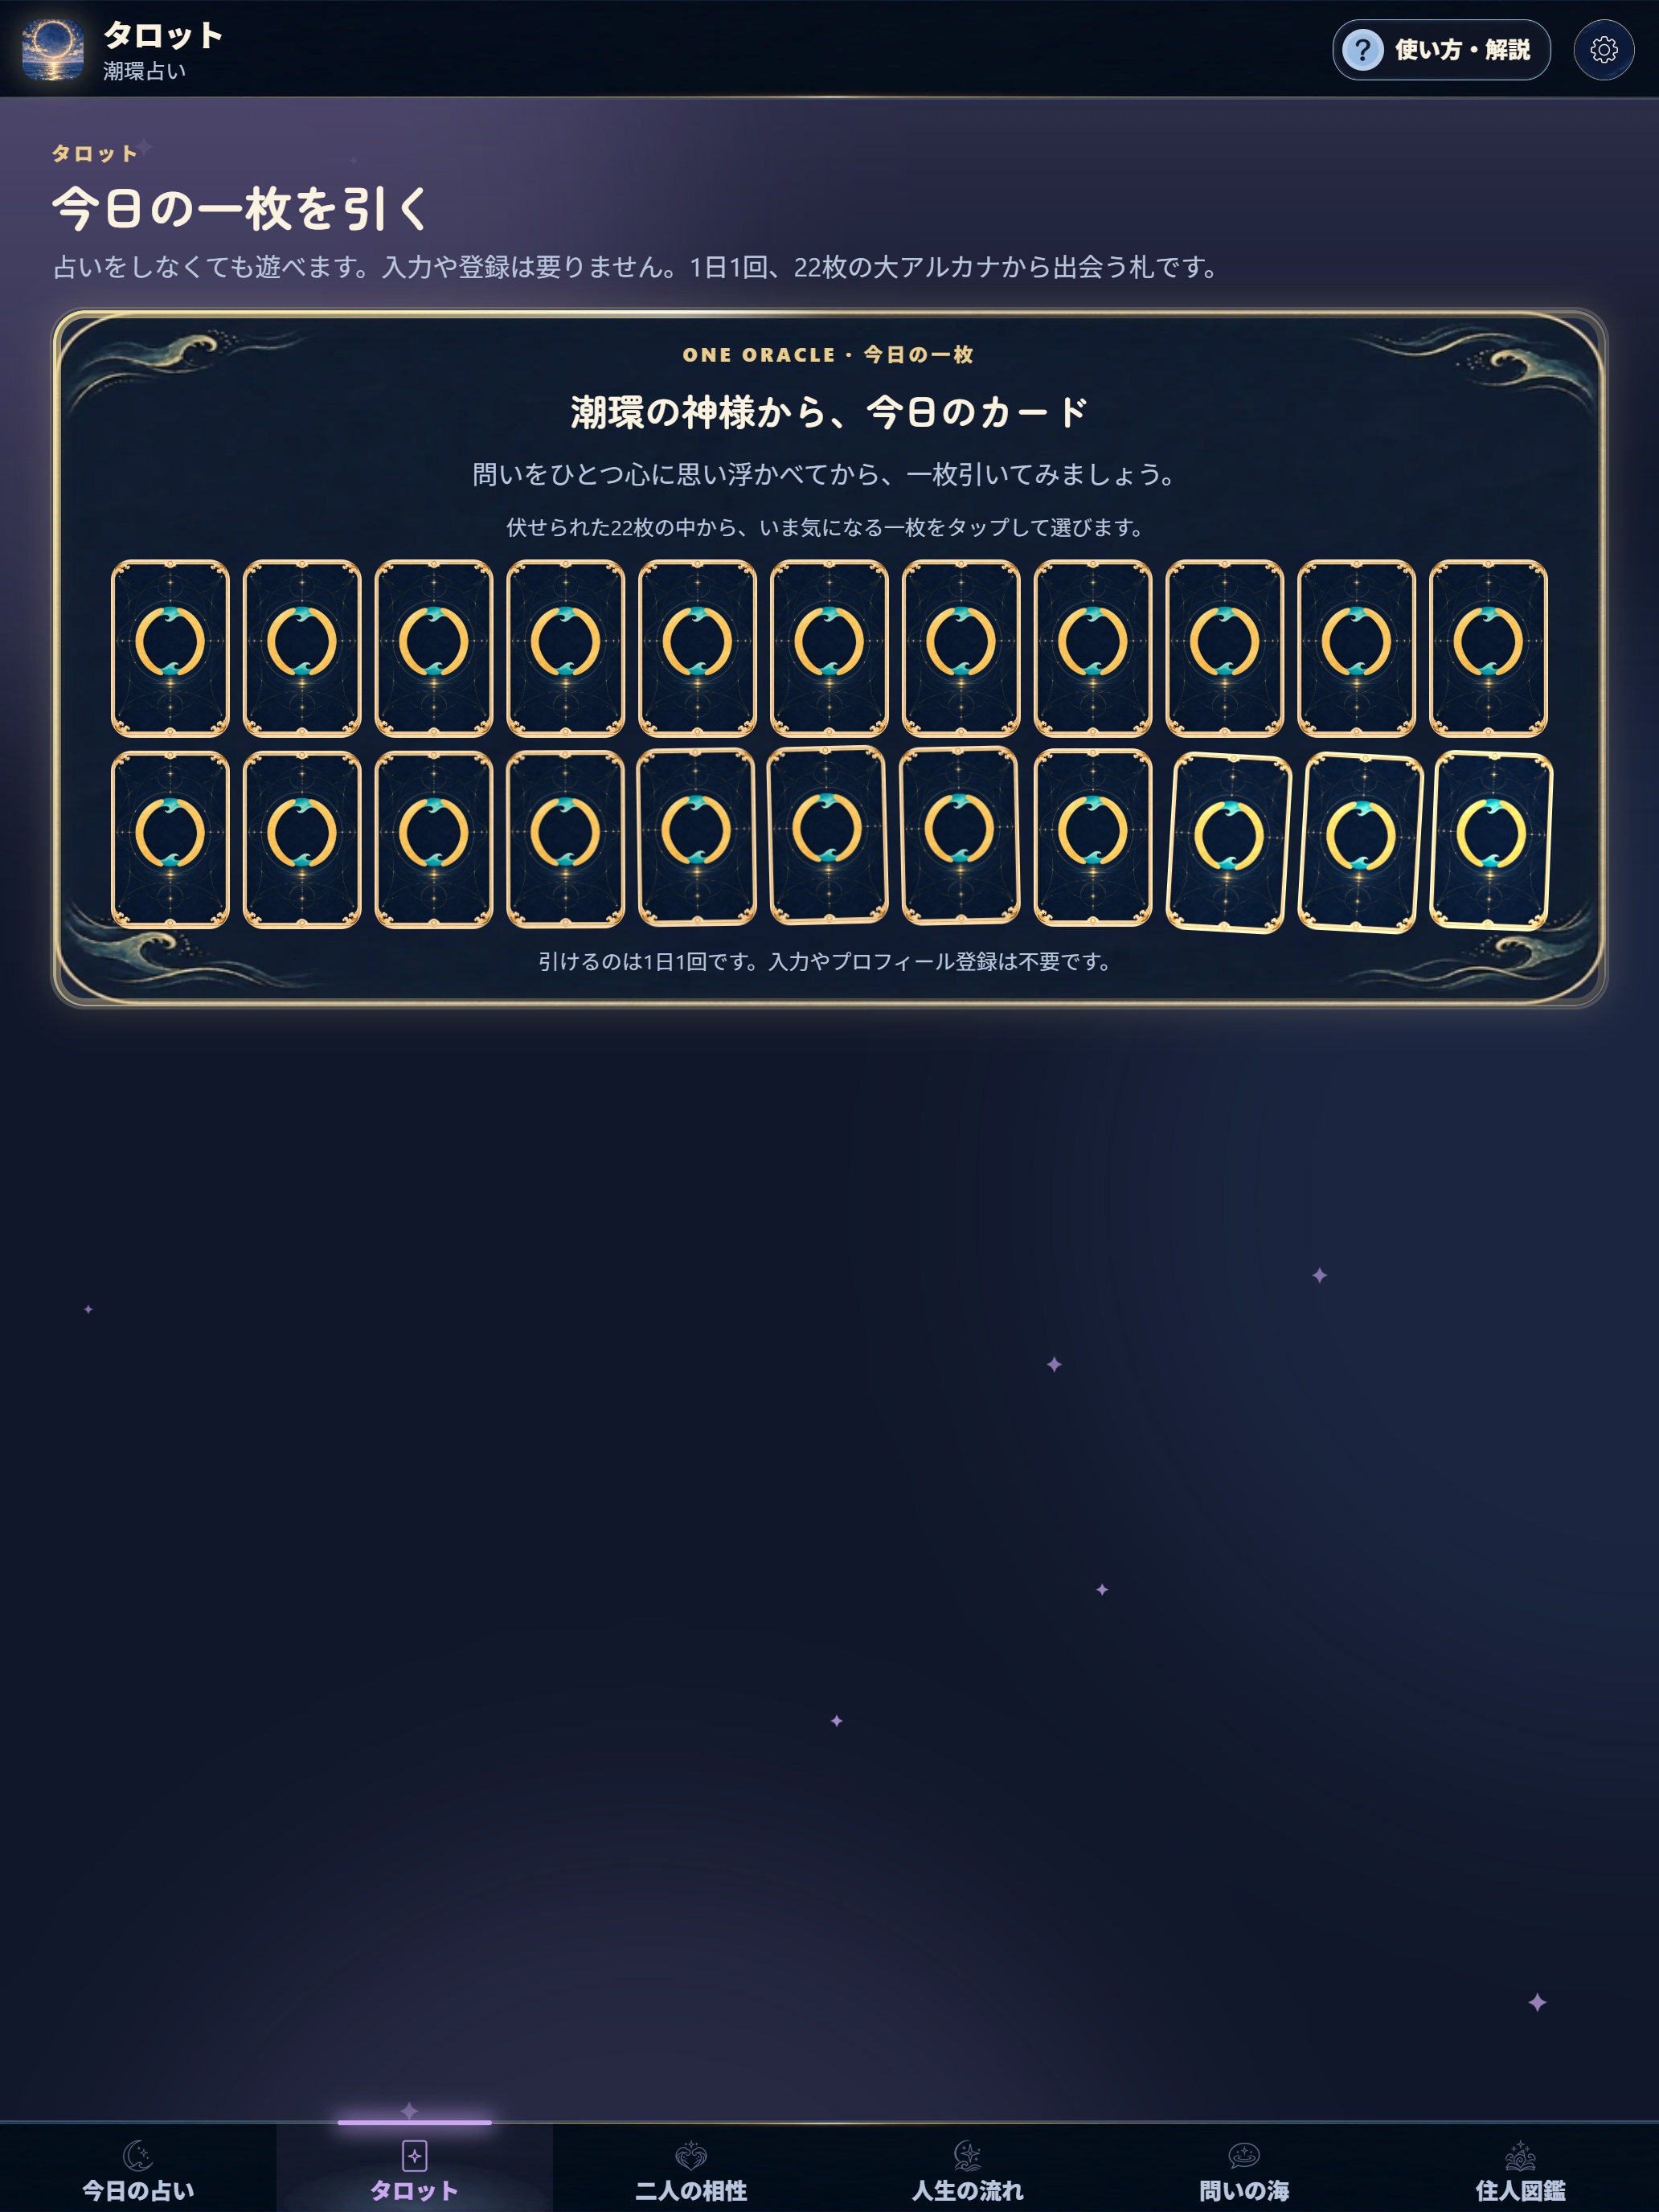 タロット
潮環占い
? 使い方・解説
タロット
今日の一枚を引く
占いをしなくても遊べます。入力や登録は要りません。1日1回、22枚の大アルカナから出会う札です。
ONE ORACLE · 今日の一枚
潮環の神様から、今日のカード
問いをひとつ心に思い浮かべてから、一枚引いてみましょう。
伏せられた22枚の中から、いま気になる一枚をタップして選びます。
引けるのは1日1回です。入力やプロフィール登録は不要です。
今日の占い
タロット
二人の相性
人生の流れ
問いの海
住人図鑑